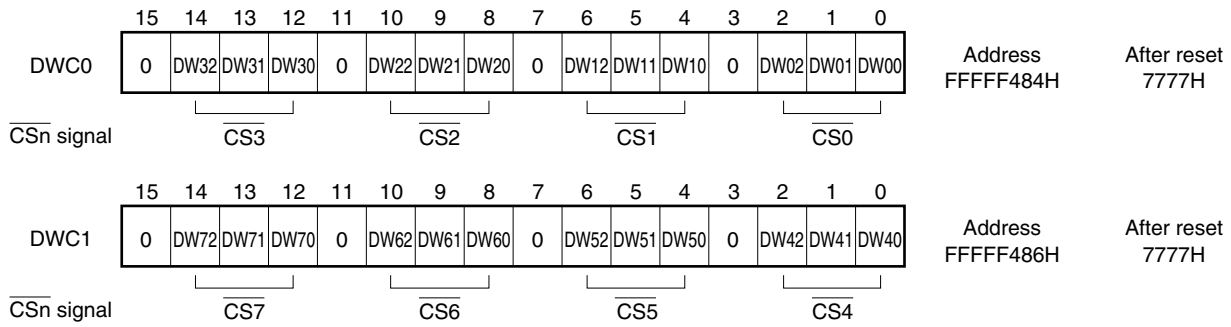 15 14 13 12 11 10 9 8 7 6 5 4 3 2 1 0
DWC0 0 DW32 DW31 DW30 0 DW22 DW21 DW20 0 DW12 DW11 DW10 0 DW02 DW01 DW00 Address FFFFF484H After reset 7777H
CSn signal CS3 CS2 CS1 CS0
15 14 13 12 11 10 9 8 7 6 5 4 3 2 1 0
DWC1 0 DW72 DW71 DW70 0 DW62 DW61 DW60 0 DW52 DW51 DW50 0 DW42 DW41 DW40 Address FFFFF486H After reset 7777H
CSn signal CS7 CS6 CS5 CS4